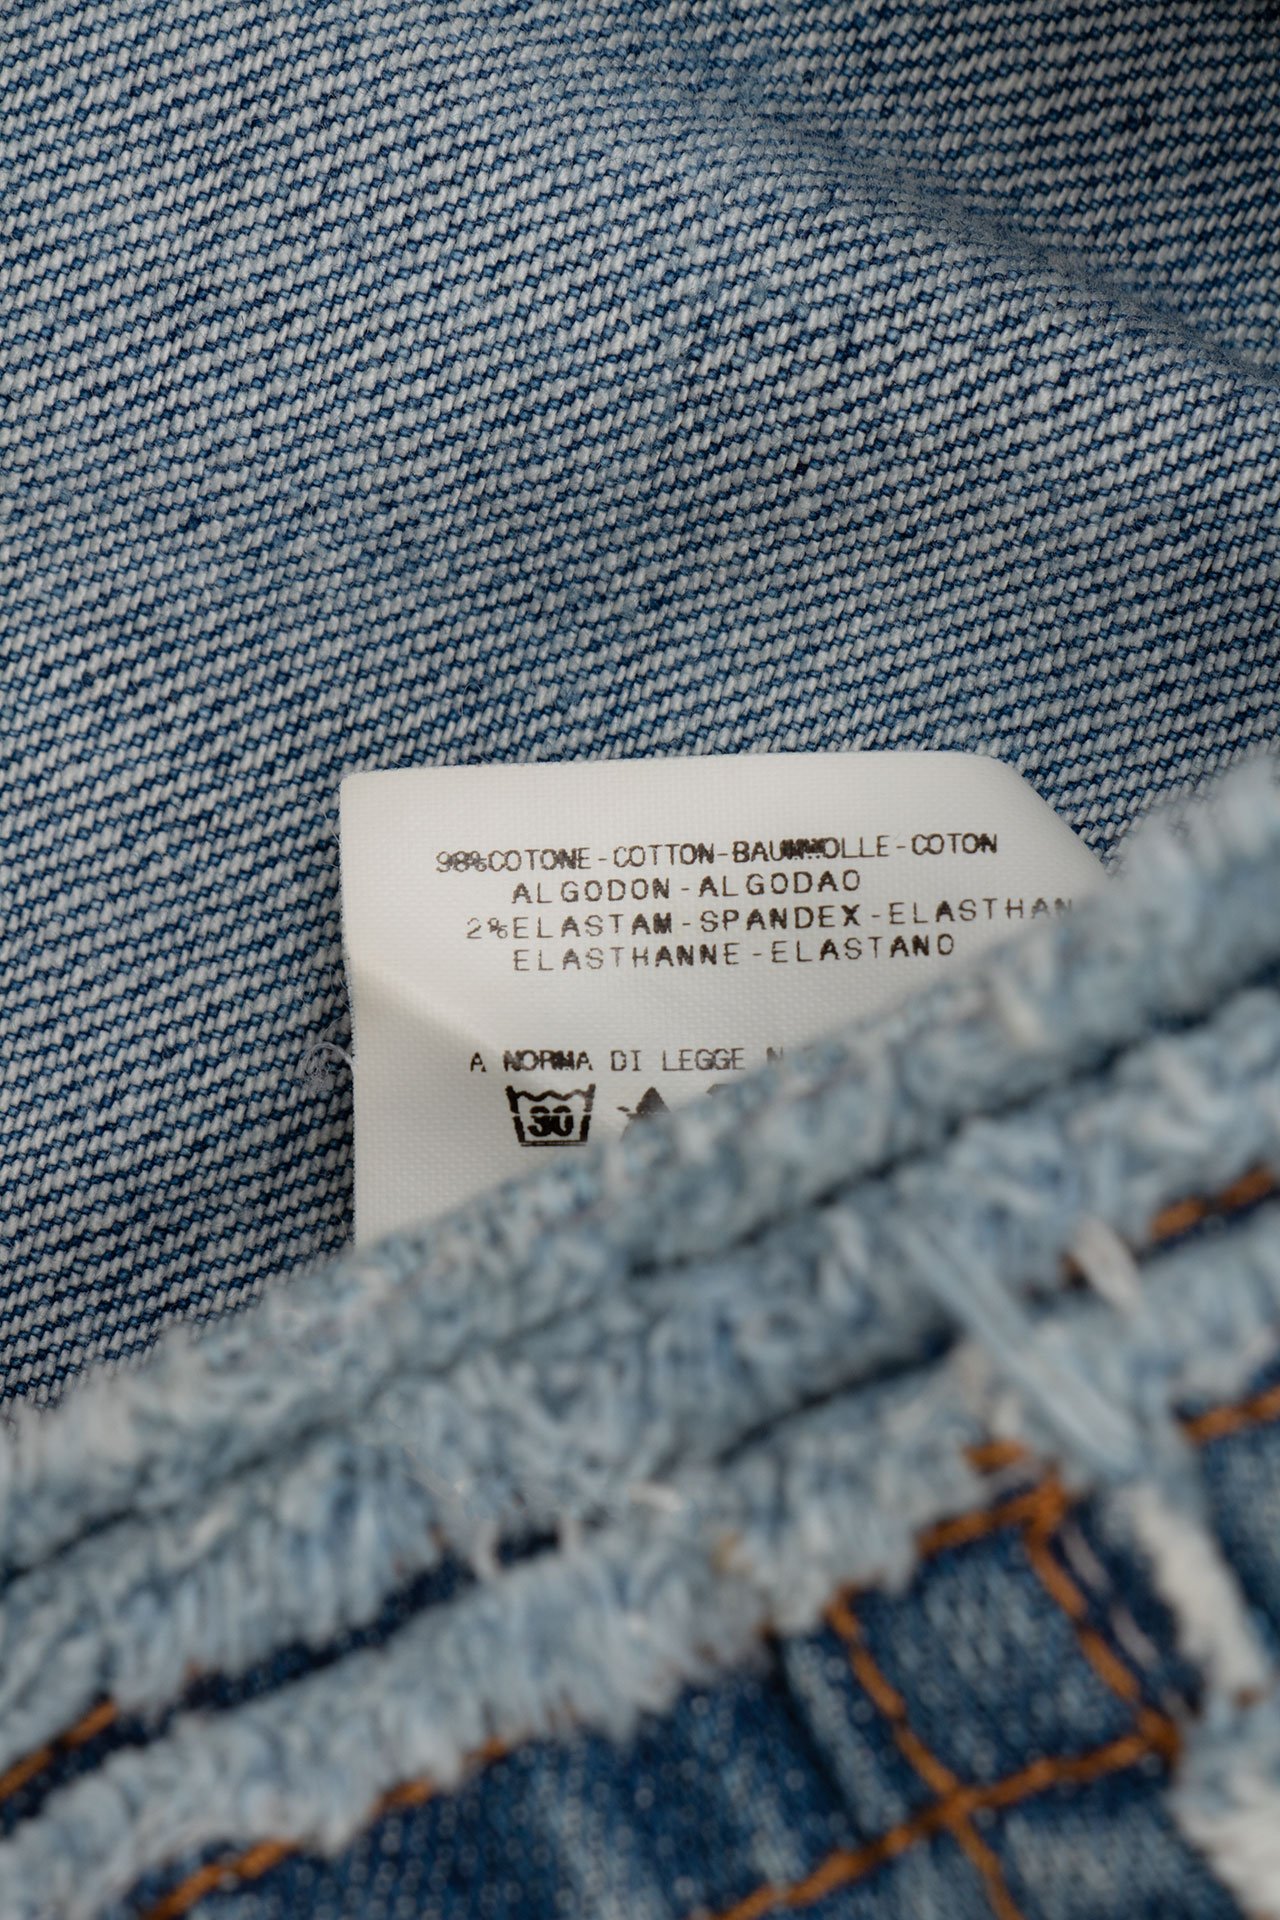 98%COTONE-COTTON-BAUMWOLLE-COTON
ALGODON-ALGODAO
2%ELASTAM-SPANDEX-ELASTHAN
ELASTHANNE-ELASTANO
A NORMA DI LEGGE
30